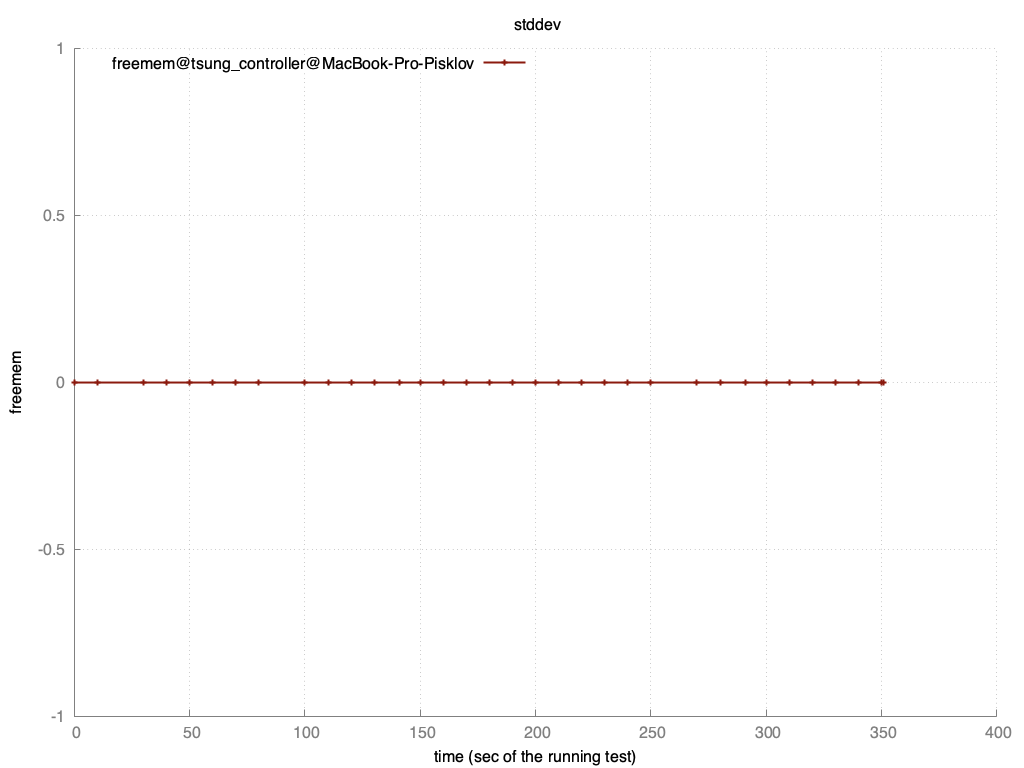 stddev
freemem@tsung_controller@MacBook-Pro-Pisklov
1
0.5
0
-0.5
-1
freemem
0 50 100 150 200 250 300 350 400
time (sec of the running test)